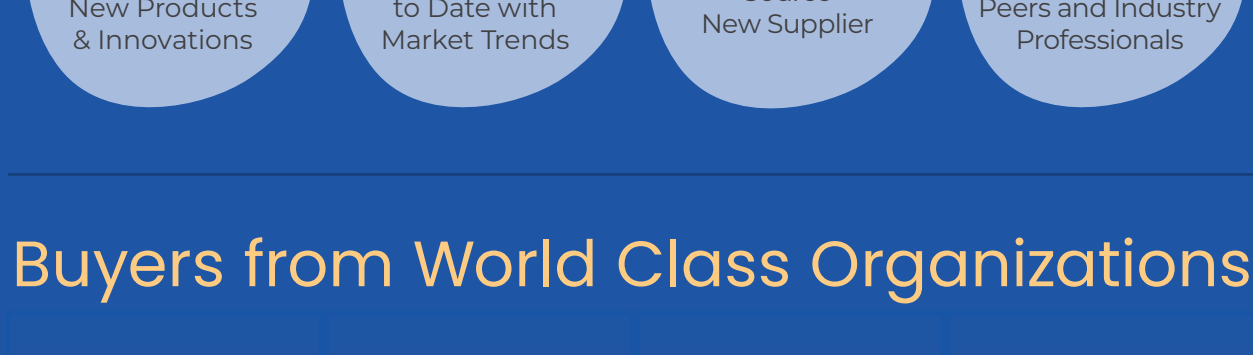 New Products
& Innovations
to Date with
Market Trends
Source
New Supplier
Peers and Industry
Professionals
Buyers from World Class Organizations